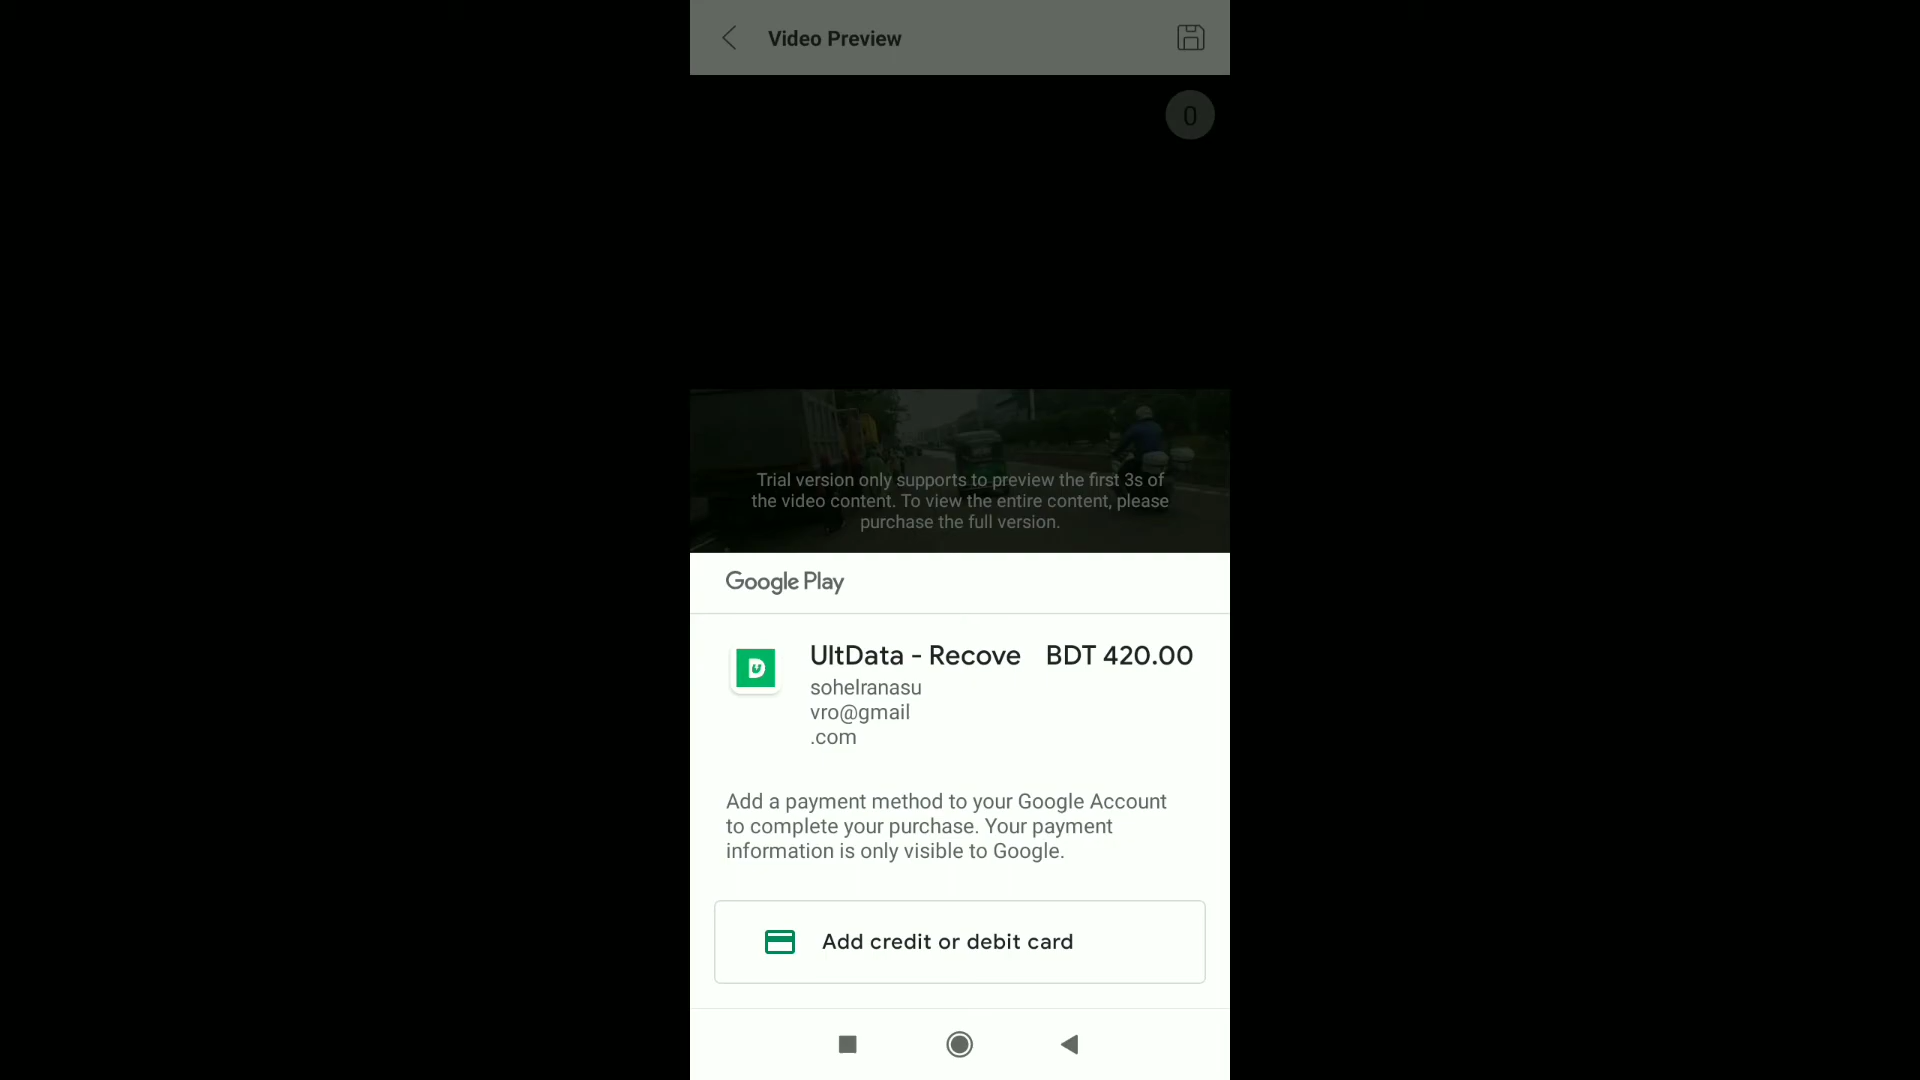 Video Preview
0
Trial version only supports to preview the first 3s of
the video content. To view the entire content, please
purchase the full version.
Google Play
UltData - Recove BDT 420.00
sohelranasu
vro@gmail
.com
Add a payment method to your Google Account
to complete your purchase. Your payment
information is only visible to Google.
Add credit or debit card